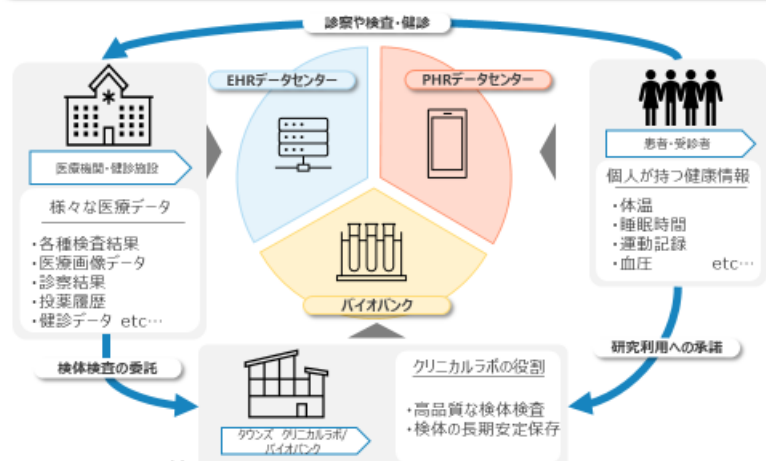 診察や検査・健診
EHRデータセンター
PHRデータセンター
医療機関・健診施設
様々な医療データ
・各種検査結果
・医療画像データ
・診察結果
・投薬履歴
・健診データ etc…
患者・受診者
個人が持つ健康情報
・体温
・睡眠時間
・運動記録
・血圧 etc…
バイオバンク
検体検査の委託
研究利用への承諾
タウンズ クリニカルラボ/
バイオバンク
クリニカルラボの役割
・高品質な検体検査
・検体の長期安定保存